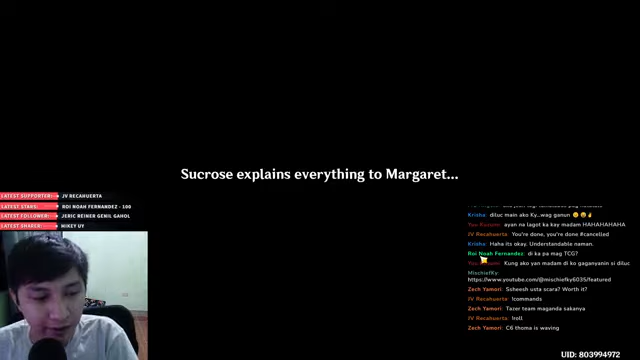 Sucrose explains everything to Margaret...
LATEST SUPPORTER: JV RECAHUERTA
LATEST STARS: ROI NOAH FERNANDEZ - 100
LATEST FOLLOWER: JERIC REINER GENIL GAHOL
LATEST SHARER: MIKEY UY
Krisha: diluc main ako Ky..wag ganun
ayan na lagot ka kay madam HAHAHAHAHA
JV Recahuerta: You're done, you're done #cancelled
Krisha: Haha its okay. Understandable naman.
Roi Noah Fernandez: di ka pa mag TCG?
Kung ako yan madam di ko gaganyanin si diluc
MischiefKy:
https://www.youtube.com/@mischiefky6035/featured
Zech Yamori: Ssheesh usta scara? Worth it?
JV Recahuerta: !commands
Zech Yamori: Tazer team maganda sakanya
JV Recahuerta: !roll
Zech Yamori: C6 thoma is waving
UID: 803994972